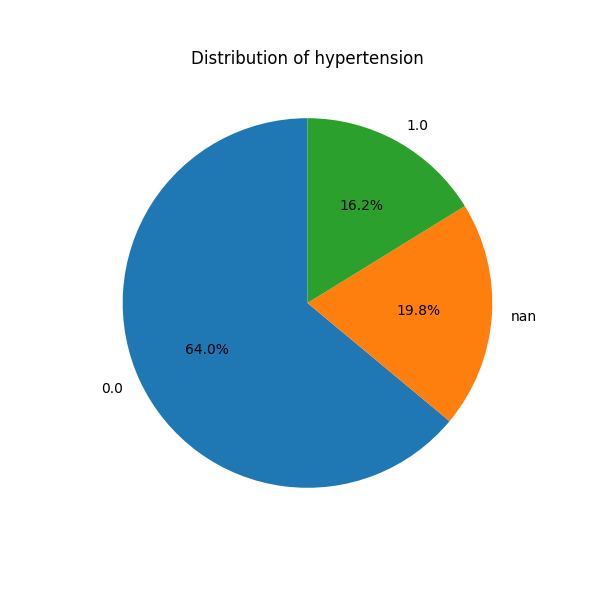 Distribution of hypertension
1.0
16.2%
19.8%
nan
64.0%
0.0